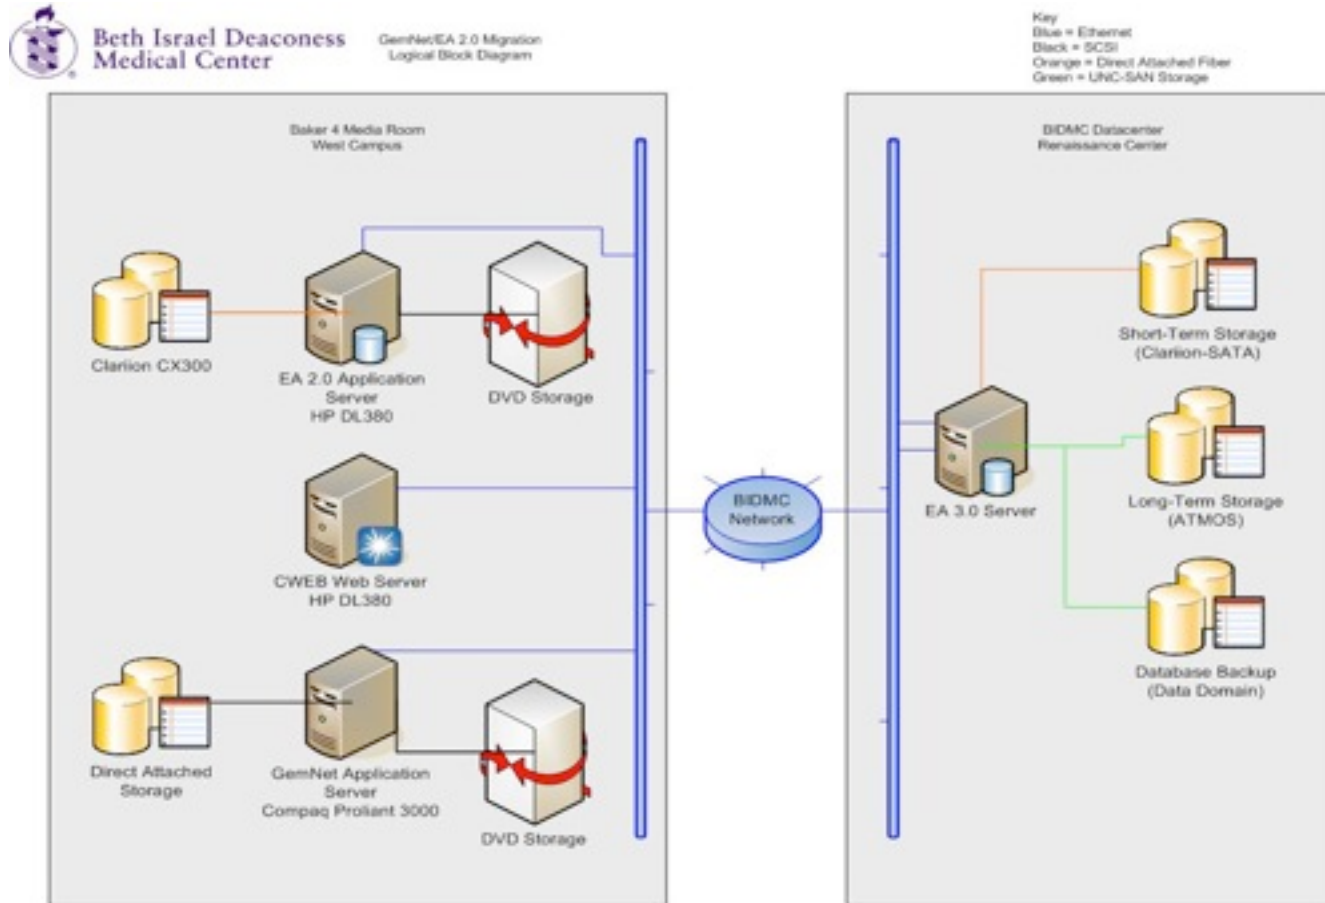 Beth Israel Deaconess
Medical Center
®
GemNet/EA 2.0 Migration
Logical Block Diagram
Key
Blue = Ethernet
Black = SCSI
Orange = Direct Attached Fiber
Green = UNC-SAN Storage
Baker 4 Media Room
West Campus
Clariion CX300
EA 2.0 Application
Server
HP DL380
DVD Storage
CWEB Web Server
HP DL380
Direct Attached
Storage
GemNet Application
Server
Compaq Proliant 3000
DVD Storage
BIDMC
Network
BIDMC Datacenter
Renaissance Center
Short-Term Storage
(Clariion-SATA)
EA 3.0 Server
Long-Term Storage
(ATMOS)
Database Backup
(Data Domain)